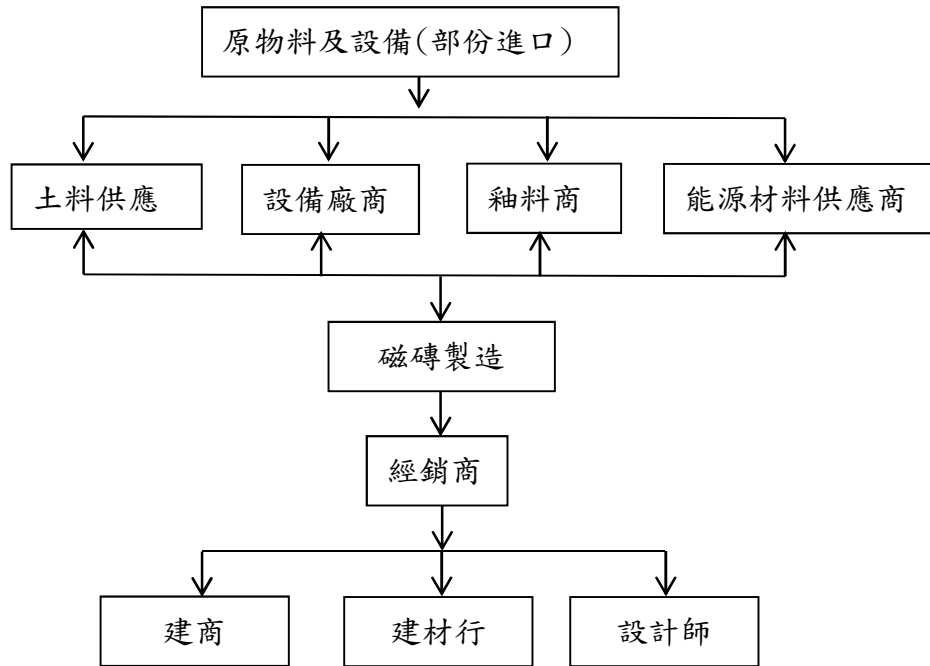 原物料及設備(部份進口)
土料供應
設備廠商
釉料商
能源材料供應商
磁磚製造
經銷商
建商
建材行
設計師